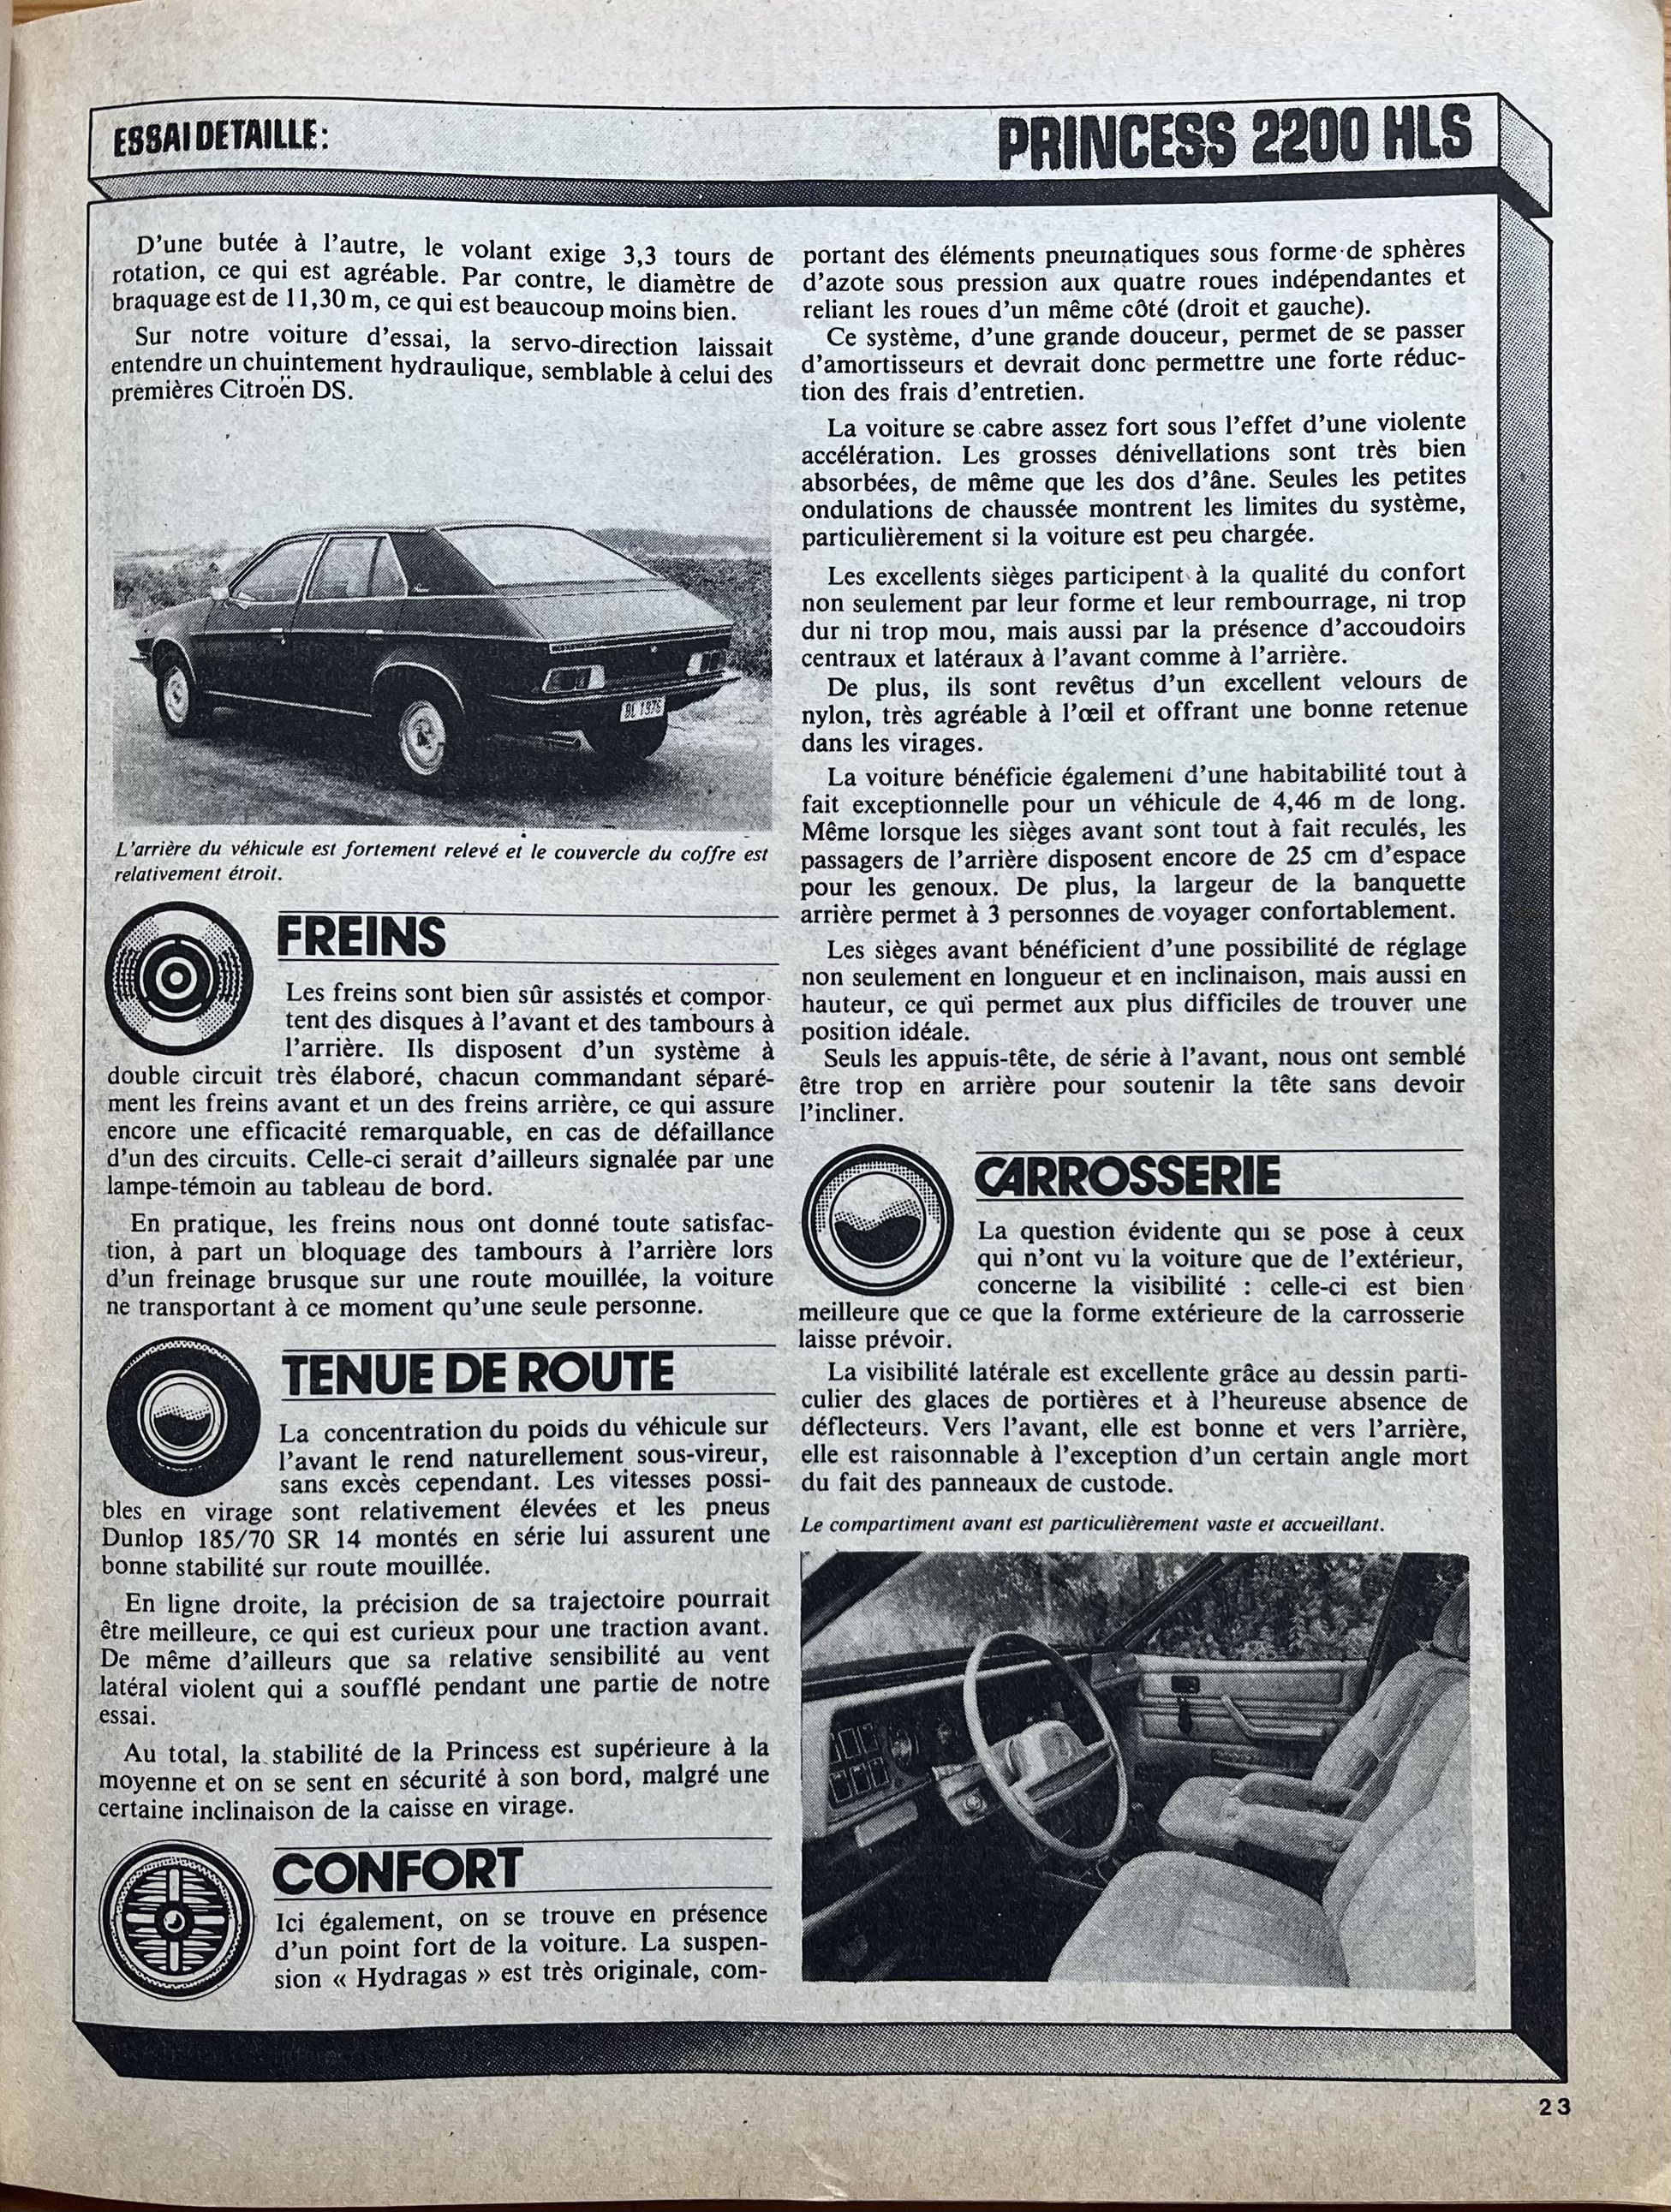 ESSAI DETAILLE:
PRINCESS 2200 HLS
D'une butée à l'autre, le volant exige 3,3 tours de
rotation, ce qui est agréable. Par contre, le diamètre de
braquage est de 11,30 m, ce qui est beaucoup moins bien.
Sur notre voiture d'essai, la servo-direction laissait
entendre un chuintement hydraulique, semblable à celui des
premières Citroën DS.
BL 1976
L'arrière du véhicule est fortement relevé et le couvercle du coffre est
relativement étroit.
FREINS
Les freins sont bien sûr assistés et compor-
tent des disques à l'avant et des tambours à
l'arrière. Ils disposent d'un système à
double circuit très élaboré, chacun commandant séparé-
ment les freins avant et un des freins arrière, ce qui assure
encore une efficacité remarquable, en cas de défaillance
d'un des circuits. Celle-ci serait d'ailleurs signalée par une
lampe-témoin au tableau de bord.
En pratique, les freins nous ont donné toute satisfac-
tion, à part un bloquage des tambours à l'arrière lors
d'un freinage brusque sur une route mouillée, la voiture
ne transportant à ce moment qu'une seule personne.
TENUE DE ROUTE
La concentration du poids du véhicule sur
l'avant le rend naturellement sous-vireur,
sans excès cependant. Les vitesses possi-
bles en virage sont relativement élevées et les pneus
Dunlop 185/70 SR 14 montés en série lui assurent une
bonne stabilité sur route mouillée.
En ligne droite, la précision de sa trajectoire pourrait
être meilleure, ce qui est curieux pour une traction avant.
De même d'ailleurs que sa relative sensibilité au vent
latéral violent qui a soufflé pendant une partie de notre
essai.
Au total, la stabilité de la Princess est supérieure à la
moyenne et on se sent en sécurité à son bord, malgré une
certaine inclinaison de la caisse en virage.
CONFORT
Ici également, on se trouve en présence
d'un point fort de la voiture. La suspen-
sion « Hydragas » est très originale, com-
portant des éléments pneumatiques sous forme de sphères
d'azote sous pression aux quatre roues indépendantes et
reliant les roues d'un même côté (droit et gauche).
Ce système, d'une grande douceur, permet de se passer
d'amortisseurs et devrait donc permettre une forte réduc-
tion des frais d'entretien.
La voiture se cabre assez fort sous l'effet d'une violente
accélération. Les grosses dénivellations sont très bien
absorbées, de même que les dos d'âne. Seules les petites
ondulations de chaussée montrent les limites du système,
particulièrement si la voiture est peu chargée.
Les excellents sièges participent à la qualité du confort
non seulement par leur forme et leur rembourrage, ni trop
dur ni trop mou, mais aussi par la présence d'accoudoirs
centraux et latéraux à l'avant comme à l'arrière.
De plus, ils sont revêtus d'un excellent velours de
nylon, très agréable à l'œil et offrant une bonne retenue
dans les virages.
La voiture bénéficie également d'une habitabilité tout à
fait exceptionnelle pour un véhicule de 4,46 m de long.
Même lorsque les sièges avant sont tout à fait reculés, les
passagers de l'arrière disposent encore de 25 cm d'espace
pour les genoux. De plus, la largeur de la banquette
arrière permet à 3 personnes de voyager confortablement.
Les sièges avant bénéficient d'une possibilité de réglage
non seulement en longueur et en inclinaison, mais aussi en
hauteur, ce qui permet aux plus difficiles de trouver une
position idéale.
Seuls les appuis-tête, de série à l'avant, nous ont semblé
être trop en arrière pour soutenir la tête sans devoir
l'incliner.
CARROSSERIE
La question évidente qui se pose à ceux
qui n'ont vu la voiture que de l'extérieur,
concerne la visibilité : celle-ci est bien
meilleure que ce que la forme extérieure de la carrosserie
laisse prévoir.
La visibilité latérale est excellente grâce au dessin parti-
culier des glaces de portières et à l'heureuse absence de
déflecteurs. Vers l'avant, elle est bonne et vers l'arrière,
elle est raisonnable à l'exception d'un certain angle mort
du fait des panneaux de custode.
Le compartiment avant est particulièrement vaste et accueillant.
23